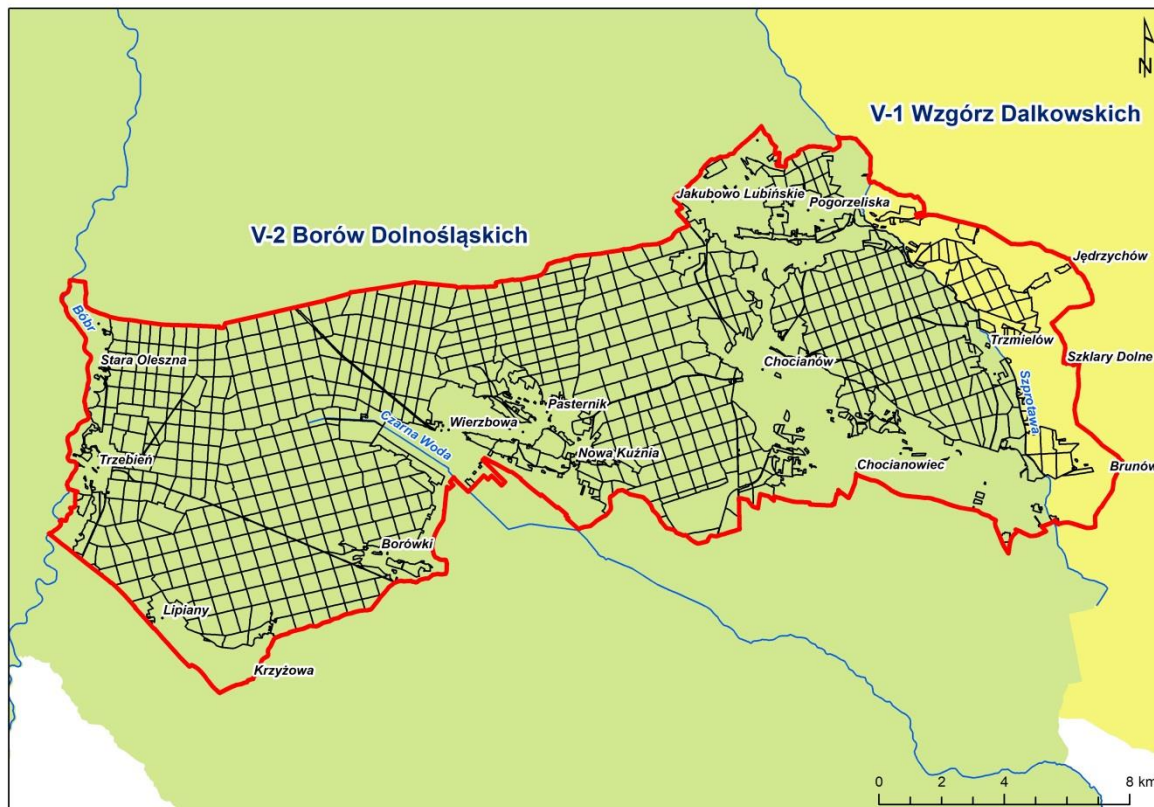 N
V-1 Wzgórz Dalkowskich
Jakubowo Lubińskie
Pogorzeliska
V-2 Borów Dolnośląskich
Jędrzychów
Bóbr
Trzmielów
Stara Oleszna
Chocianów
Szklary Dolne
Szprotawa
Pasternik
Wierzbowa
Czarna Woda
Nowa Kuźnia
Trzebień
Chocianowiec
Brunów
Borówki
Lipiany
Krzyżowa
0 2 4 8 km